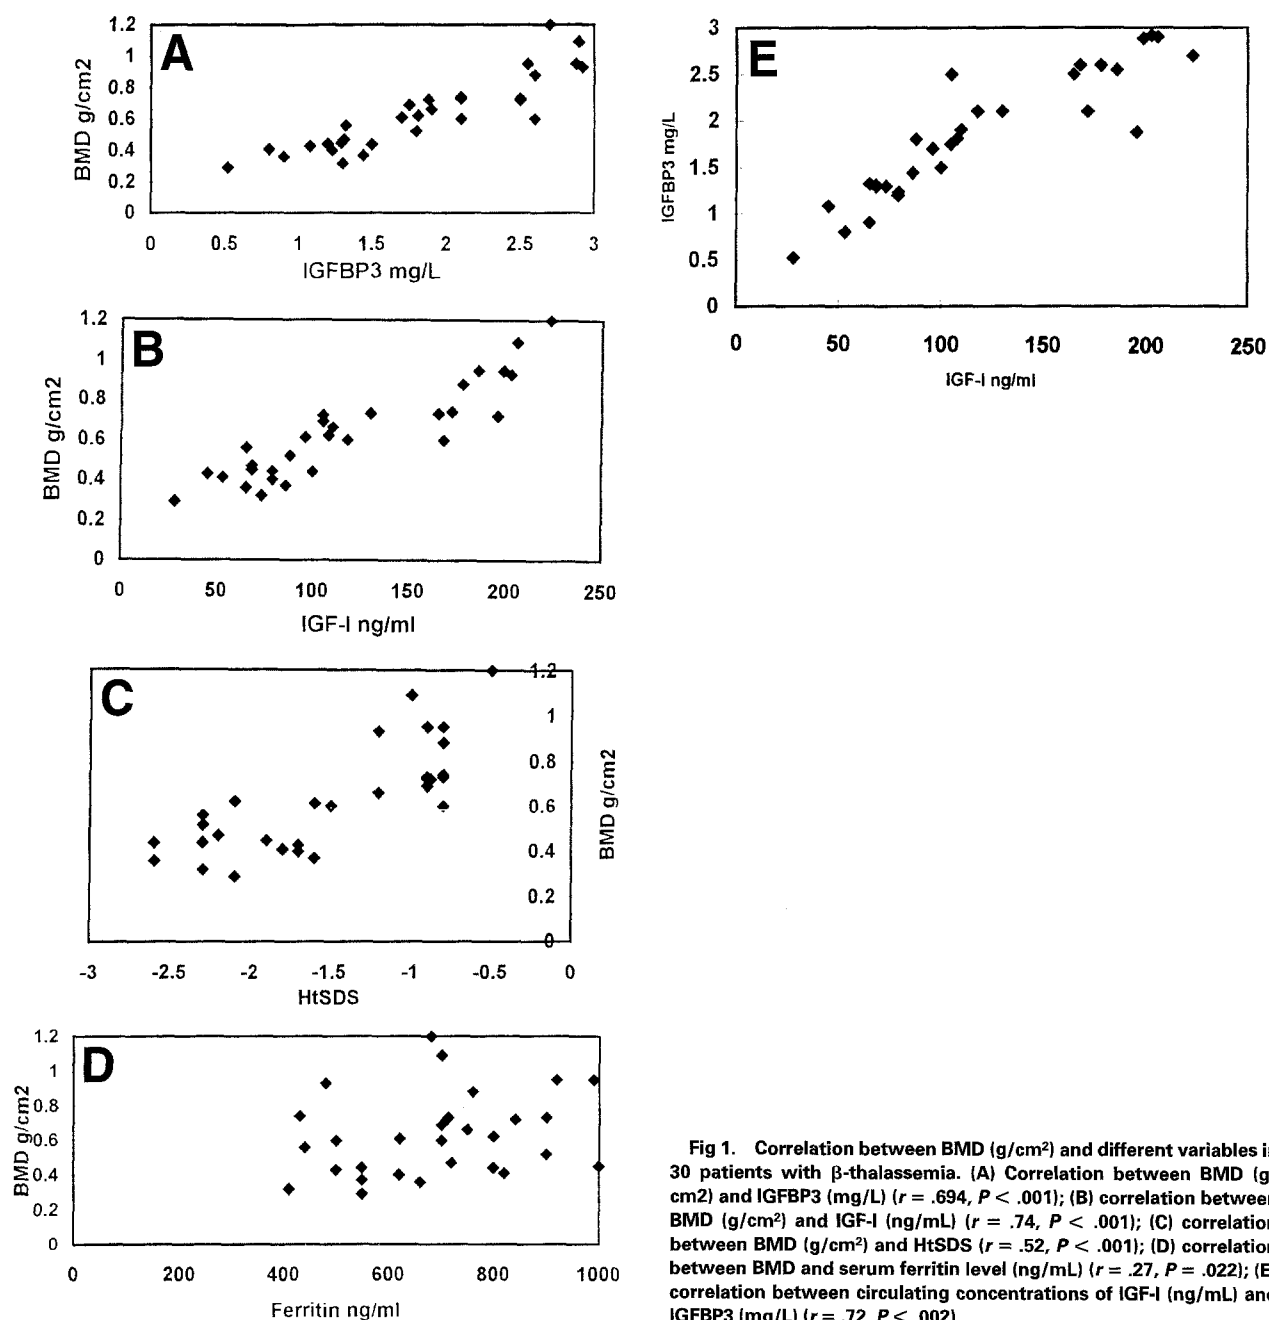 A
BMD g/cm2
1.2
1
0.8
0.6
0.4
0.2
0
0 0.5 1 1.5 2 2.5 3
IGFBP3 mg/L
B
BMD g/cm2
1.2
1
0.8
0.6
0.4
0.2
0
0 50 100 150 200 250
IGF-I ng/ml
C
1.2
1
0.8
0.6
0.4
0.2
0
BMD g/cm2
-3 -2.5 -2 -1.5 -1 -0.5 0
HtSDS
D
BMD g/cm2
1.2
1
0.8
0.6
0.4
0.2
0
0 200 400 600 800 1000
Ferritin ng/ml
E
IGFBP3 mg/L
3
2.5
2
1.5
1
0.5
0
0 50 100 150 200 250
IGF-I ng/ml
Fig 1. Correlation between BMD (g/cm²) and different variables i
30 patients with β-thalassemia. (A) Correlation between BMD (g
cm2) and IGFBP3 (mg/L) (r = .694, P < .001); (B) correlation between
BMD (g/cm²) and IGF-I (ng/mL) (r = .74, P < .001); (C) correlation
between BMD (g/cm²) and HtSDS (r = .52, P < .001); (D) correlation
between BMD and serum ferritin level (ng/mL) (r = .27, P = .022); (E
correlation between circulating concentrations of IGF-I (ng/mL) and
IGFBP3 (mg/L) (r = .72, P < .002)